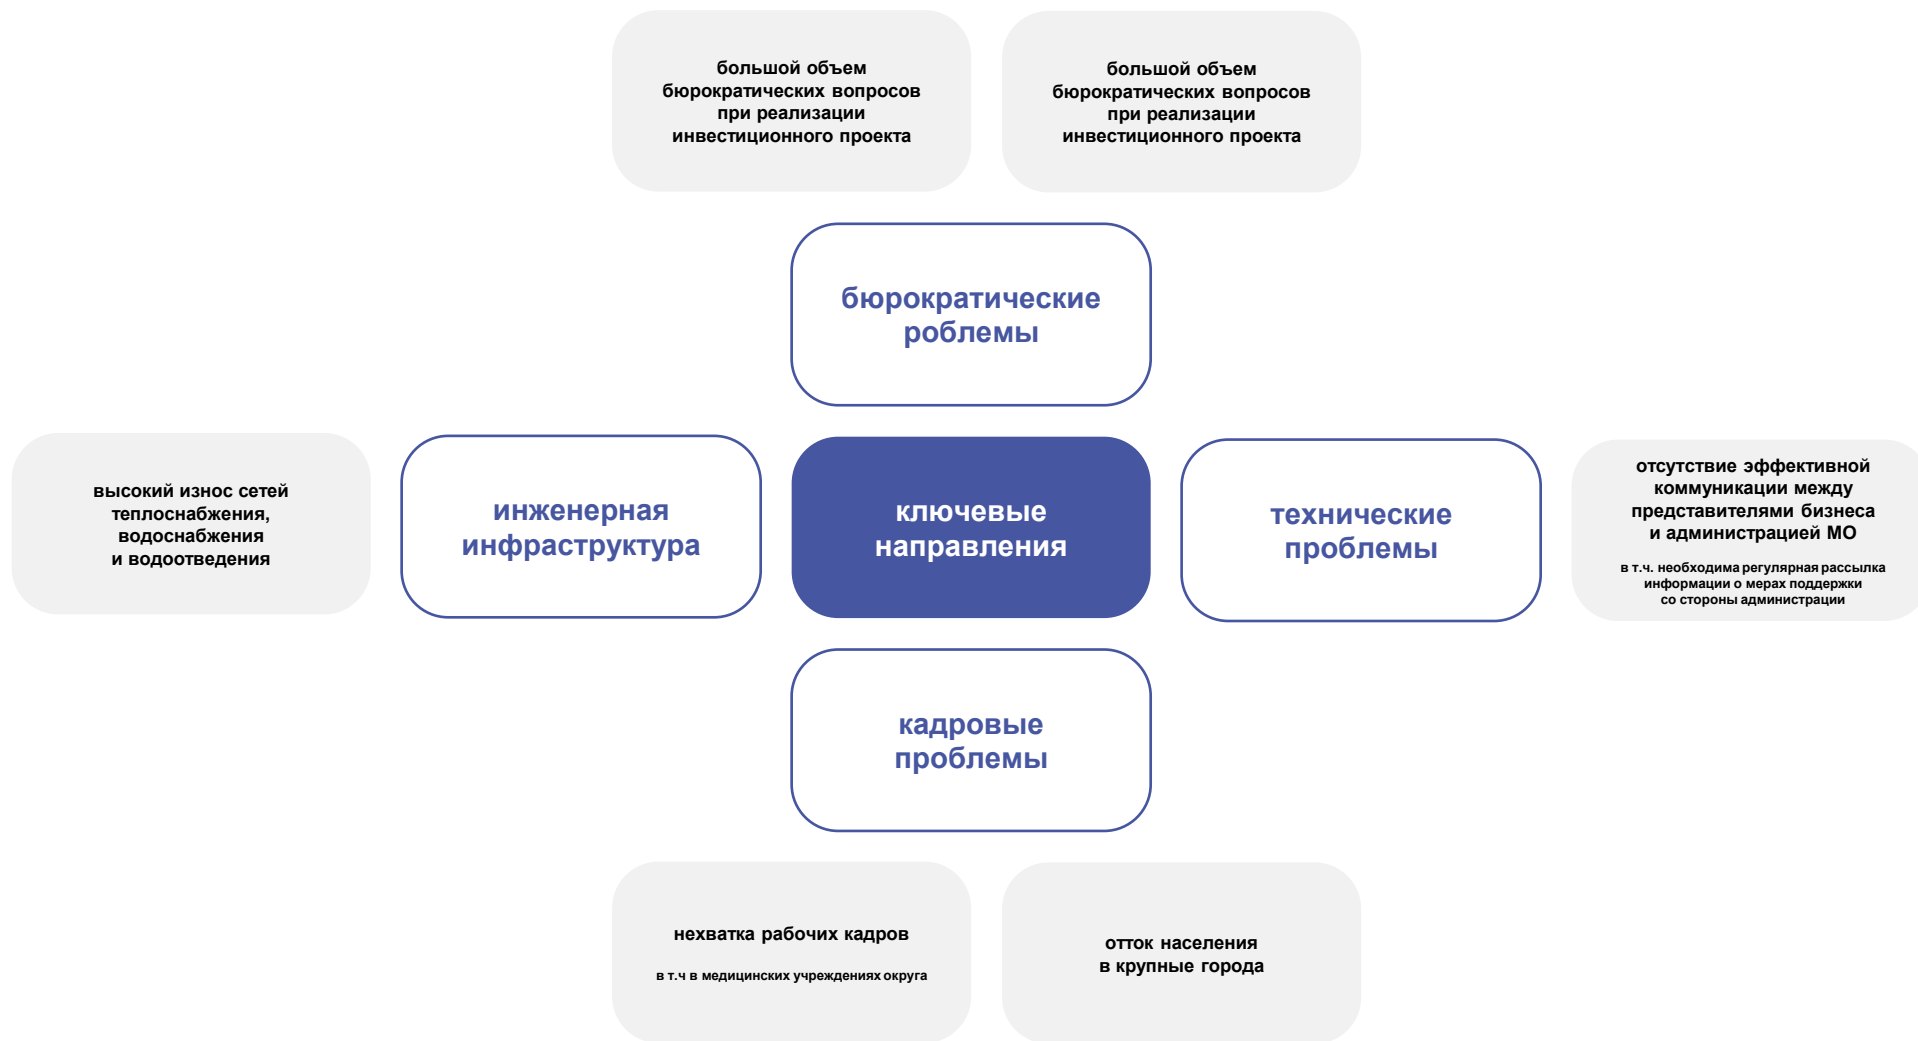 большой объем
бюрократических вопросов
при реализации
инвестиционного проекта
большой объем
бюрократических вопросов
при реализации
инвестиционного проекта
бюрократические
роблемы
высокий износ сетей
теплоснабжения,
водоснабжения
и водоотведения
инженерная
инфраструктура
ключевые
направления
технические
проблемы
отсутствие эффективной
коммуникации между
представителями бизнеса
и администрацией МО
в т.ч. необходима регулярная рассылка
информации о мерах поддержки
со стороны администрации
кадровые
проблемы
нехватка рабочих кадров
в т.ч в медицинских учреждениях округа
отток населения
в крупные города